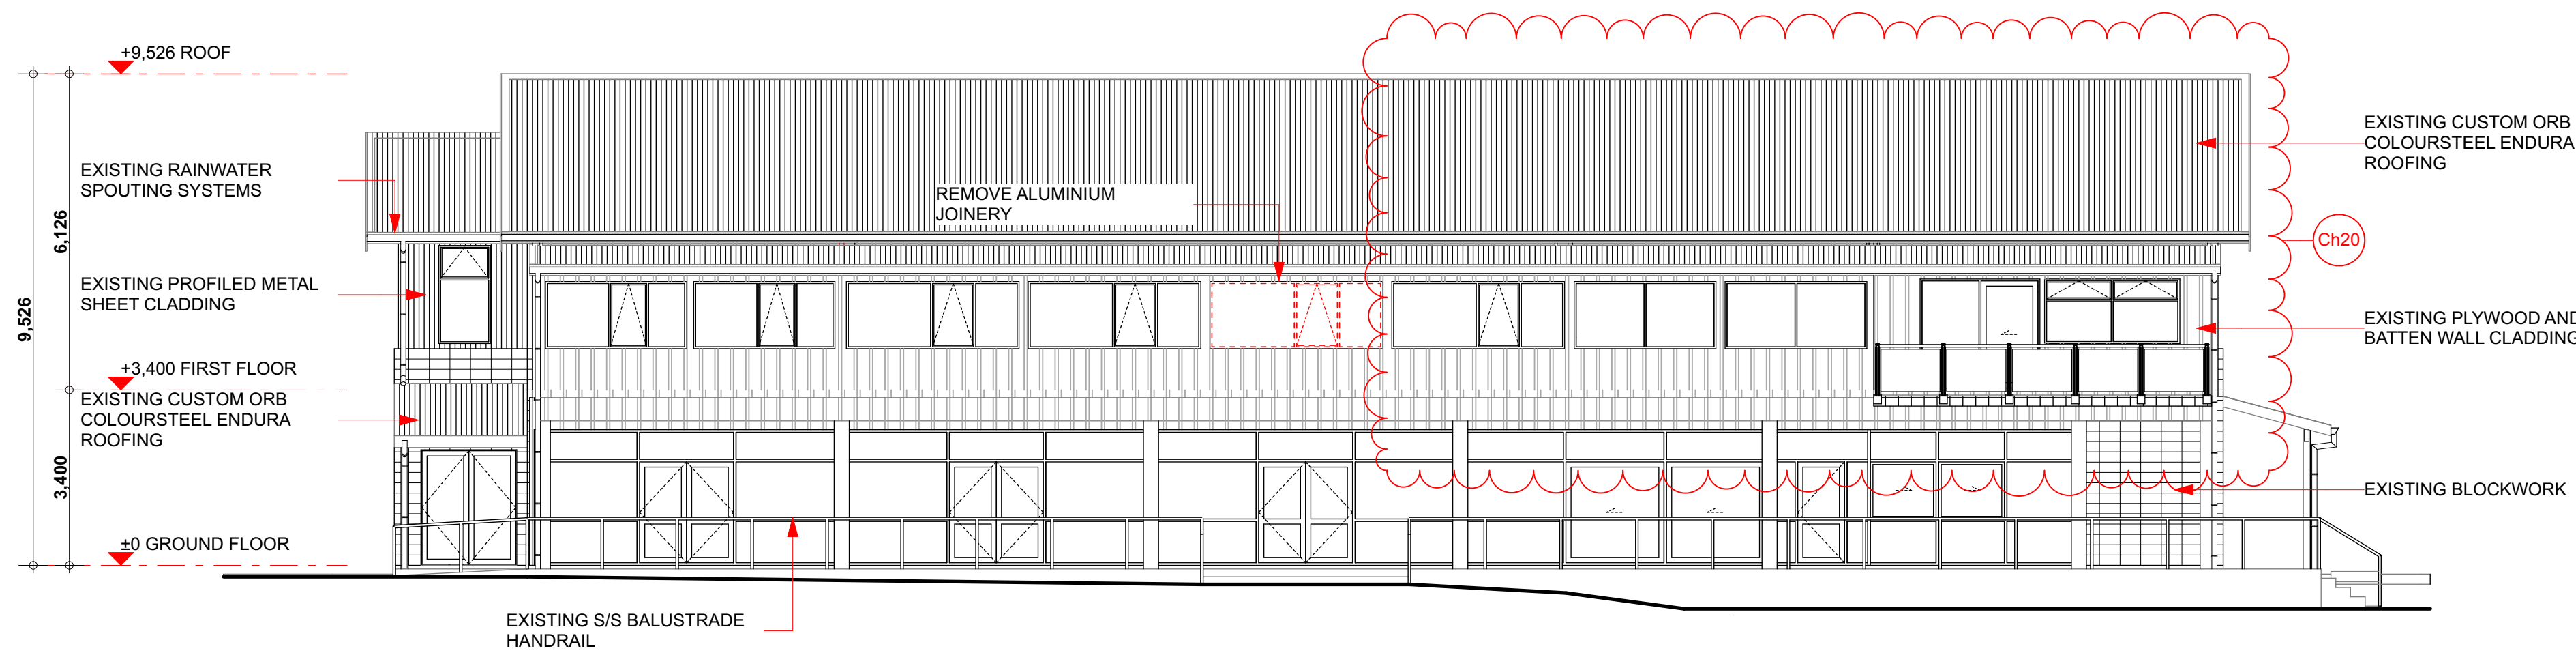 +9,526 ROOF
EXISTING RAINWATER
SPOUTING SYSTEMS
EXISTING PROFILED METAL
SHEET CLADDING
+3,400 FIRST FLOOR
EXISTING CUSTOM ORB
COLOURSTEEL ENDURA
ROOFING
±0 GROUND FLOOR
9,526
6,126
3,400
REMOVE ALUMINIUM
JOINERY
EXISTING S/S BALUSTRADE
HANDRAIL
Ch20
EXISTING CUSTOM ORB
COLOURSTEEL ENDURA
ROOFING
EXISTING PLYWOOD AND
BATTEN WALL CLADDING
EXISTING BLOCKWORK